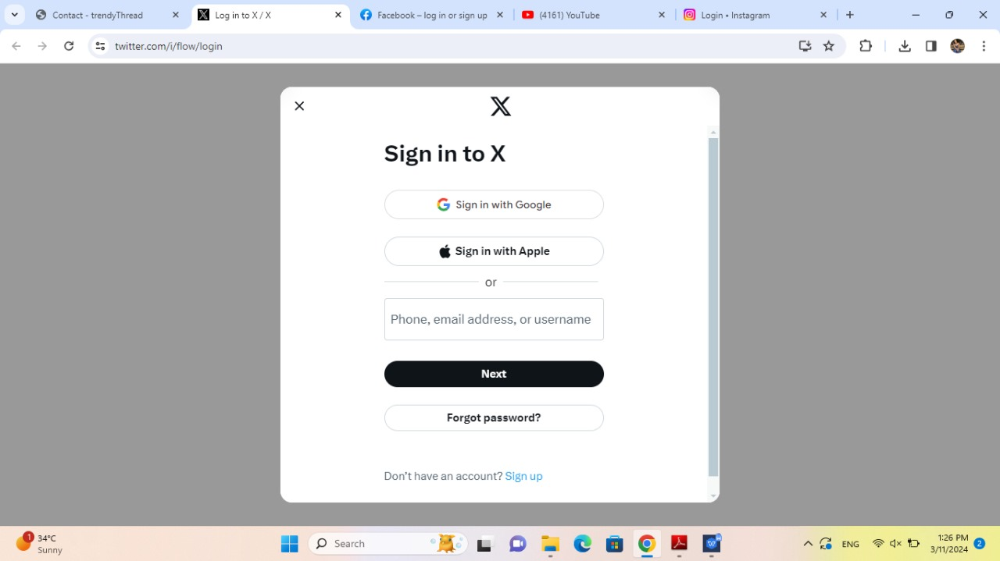 Contact - trendyThread
Log in to X / X
Facebook – log in or sign up
(4161) YouTube
Login • Instagram
twitter.com/i/flow/login
Sign in to X
Sign in with Google
Sign in with Apple
or
Phone, email address, or username
Next
Forgot password?
Don't have an account? Sign up
1
34°C
Sunny
Search
ENG
1:26 PM
3/11/2024
2